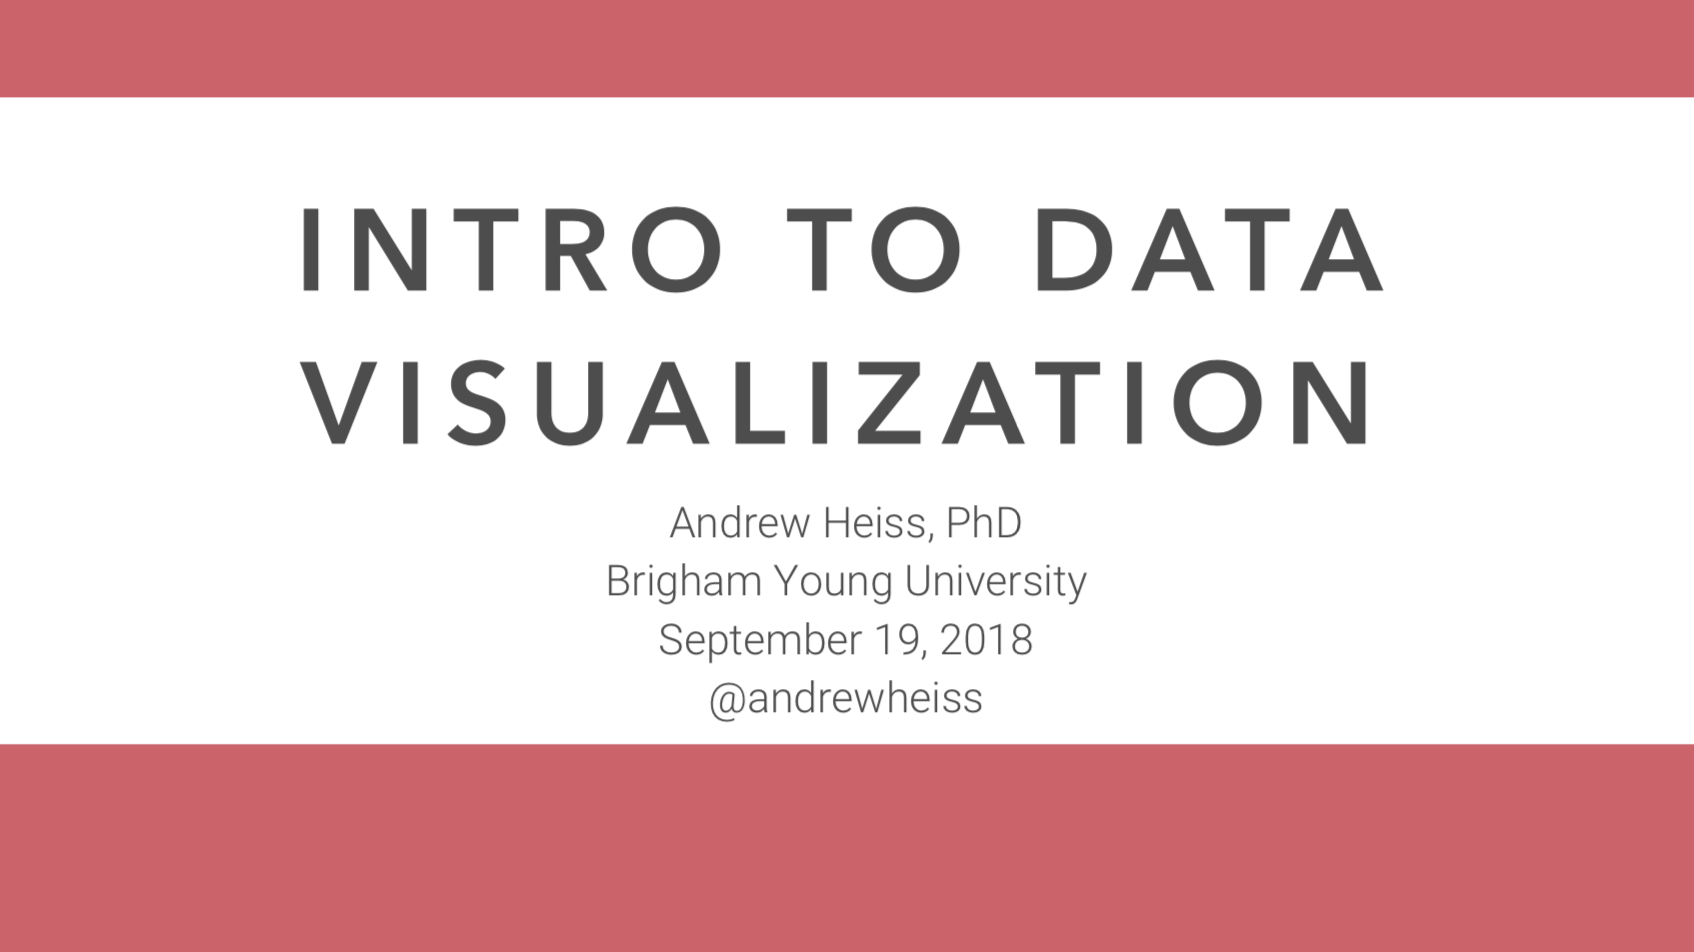 INTRO TO DATA
VISUALIZATION
Andrew Heiss, PhD
Brigham Young University
September 19, 2018
@andrewheiss